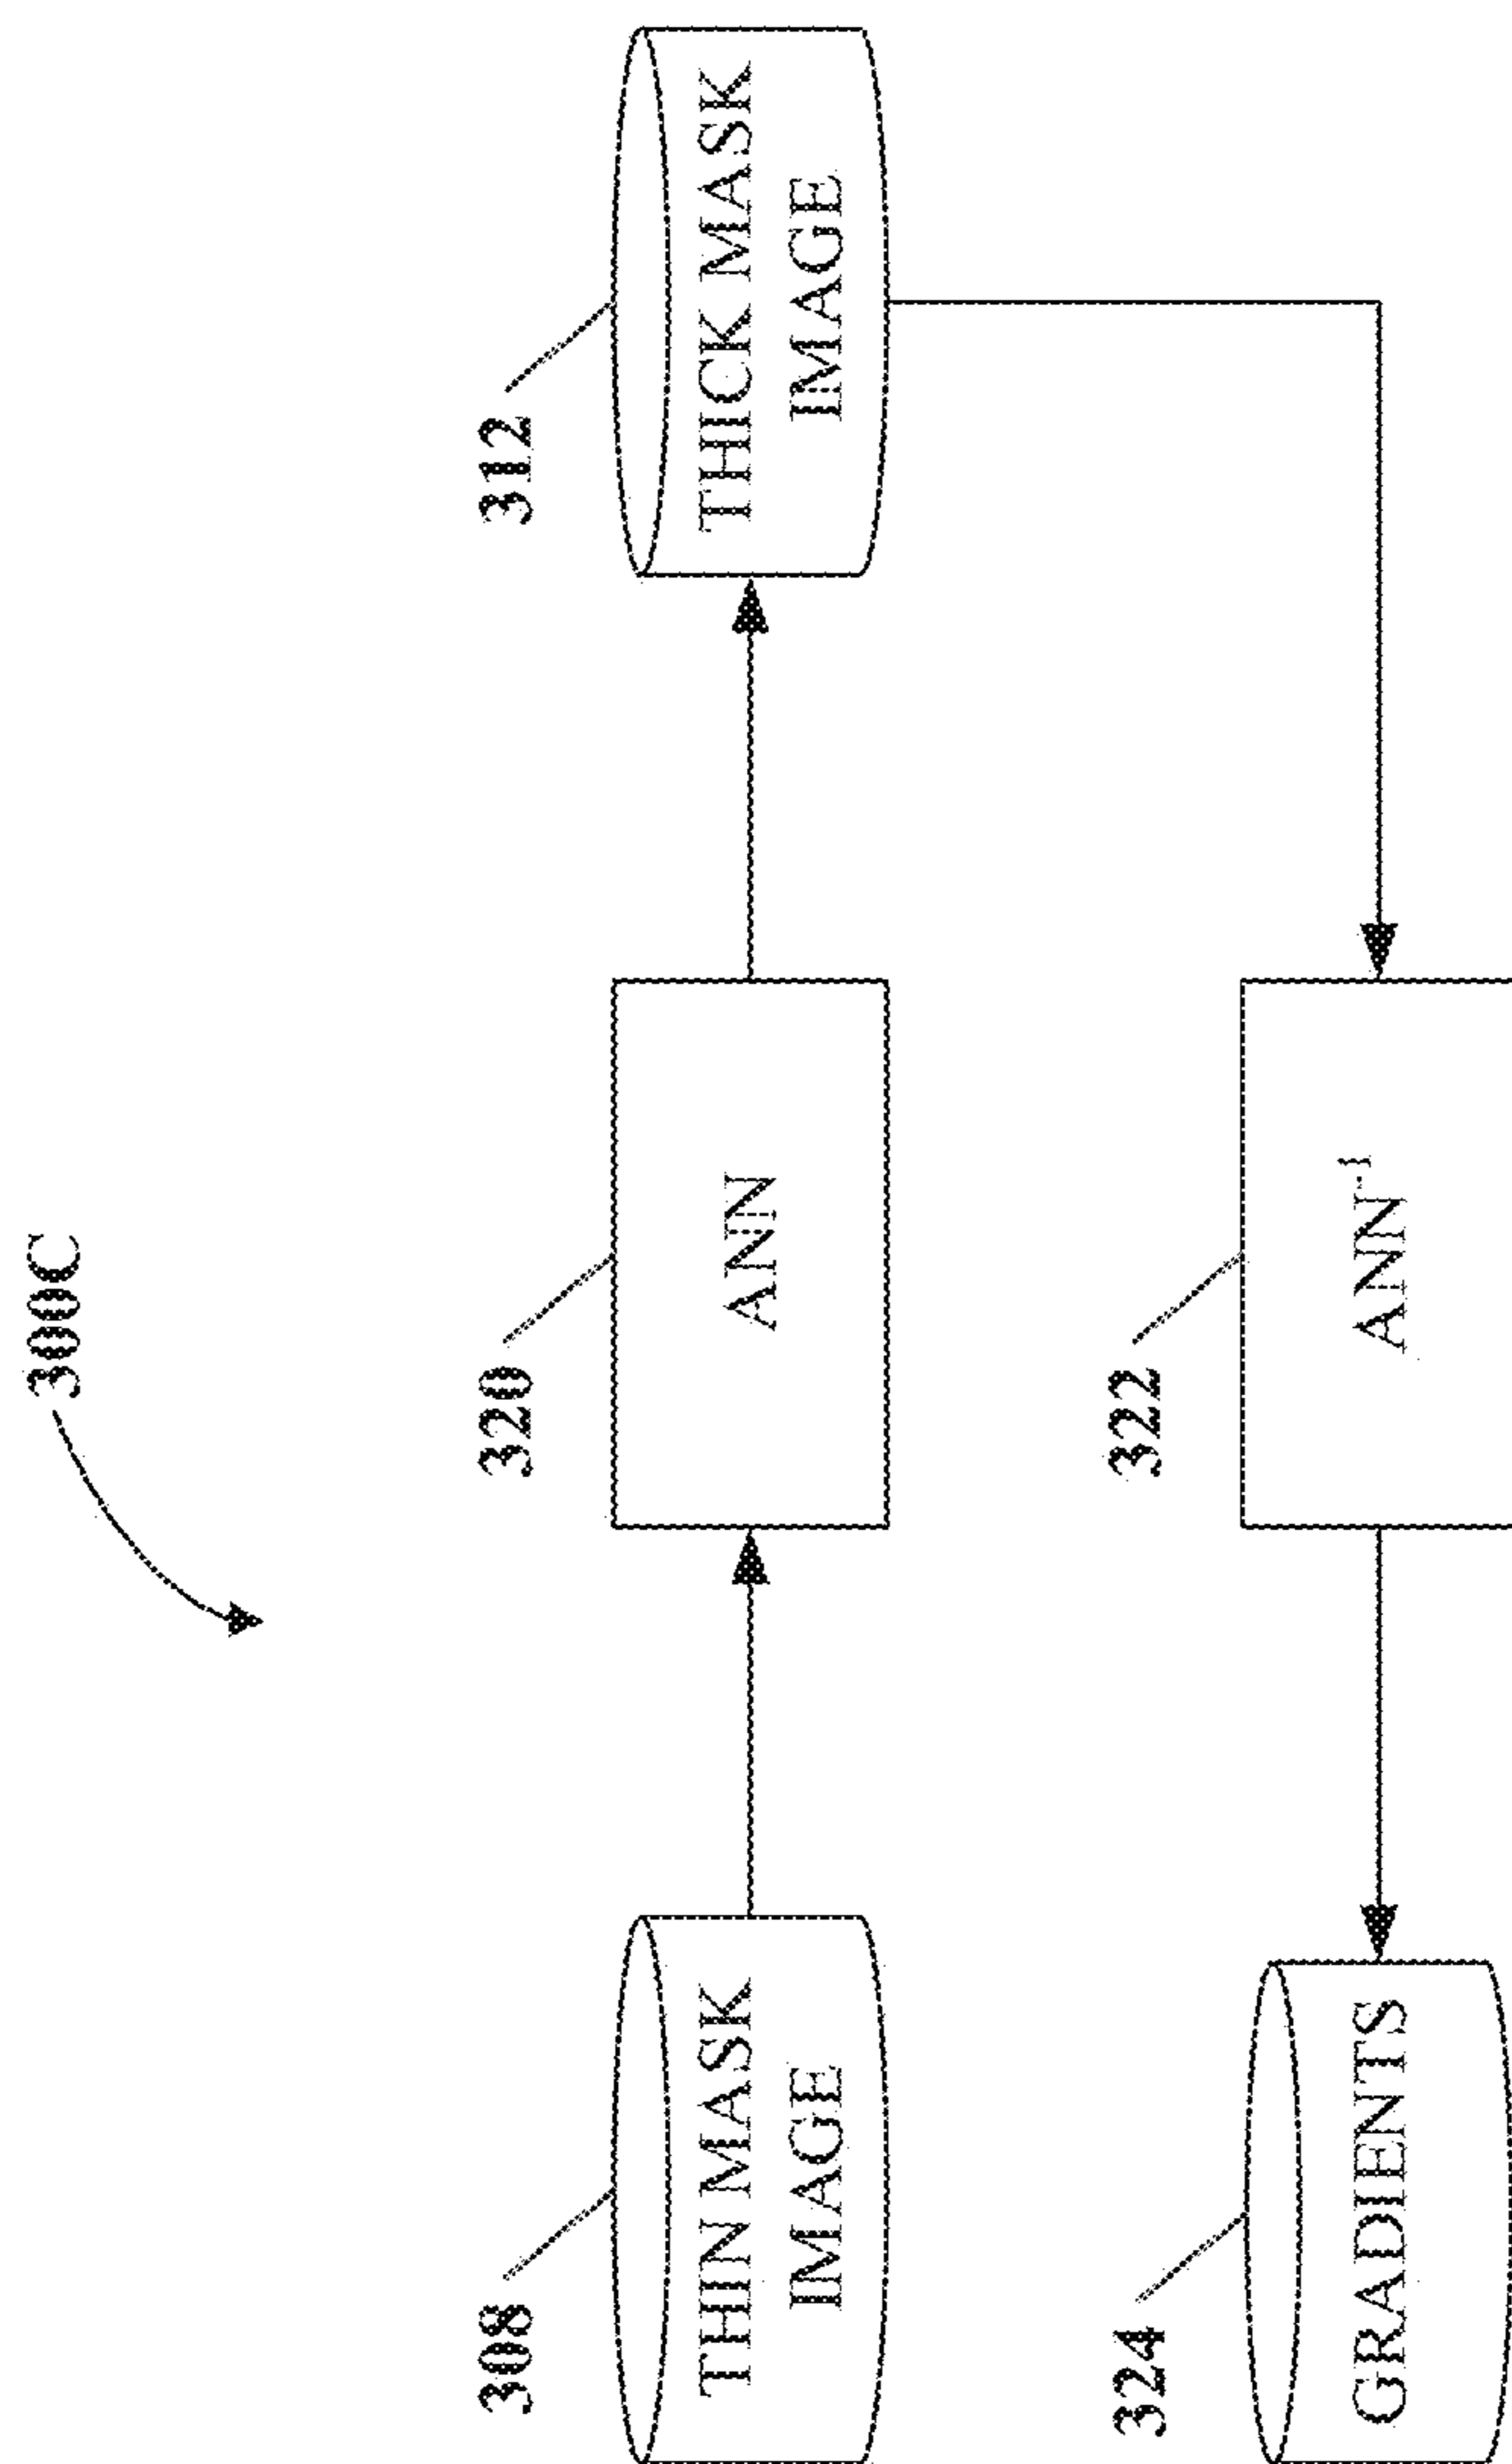 300C
308
THIN MASK
IMAGE
320
ANN
312
THICK MASK
IMAGE
324
GRADIENTS
322
ANN⁻¹